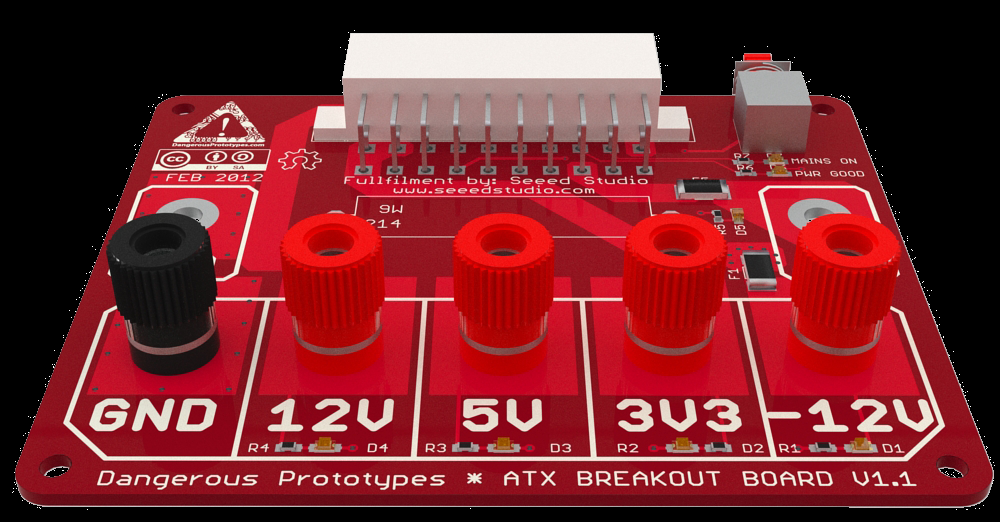 DangerousPrototypes.com
cc
BY SA
FEB 2012
Fullfilment by: Seeed Studio
www.seeedstudio.com
9W
214
R7
MAINS ON
R6
PWR GOOD
R5
D5
F1
GND
12V
5V
3V3
-12V
R4
D4
R3
D3
R2
D2
R1
D1
Dangerous Prototypes * ATX BREAKOUT BOARD V1.1